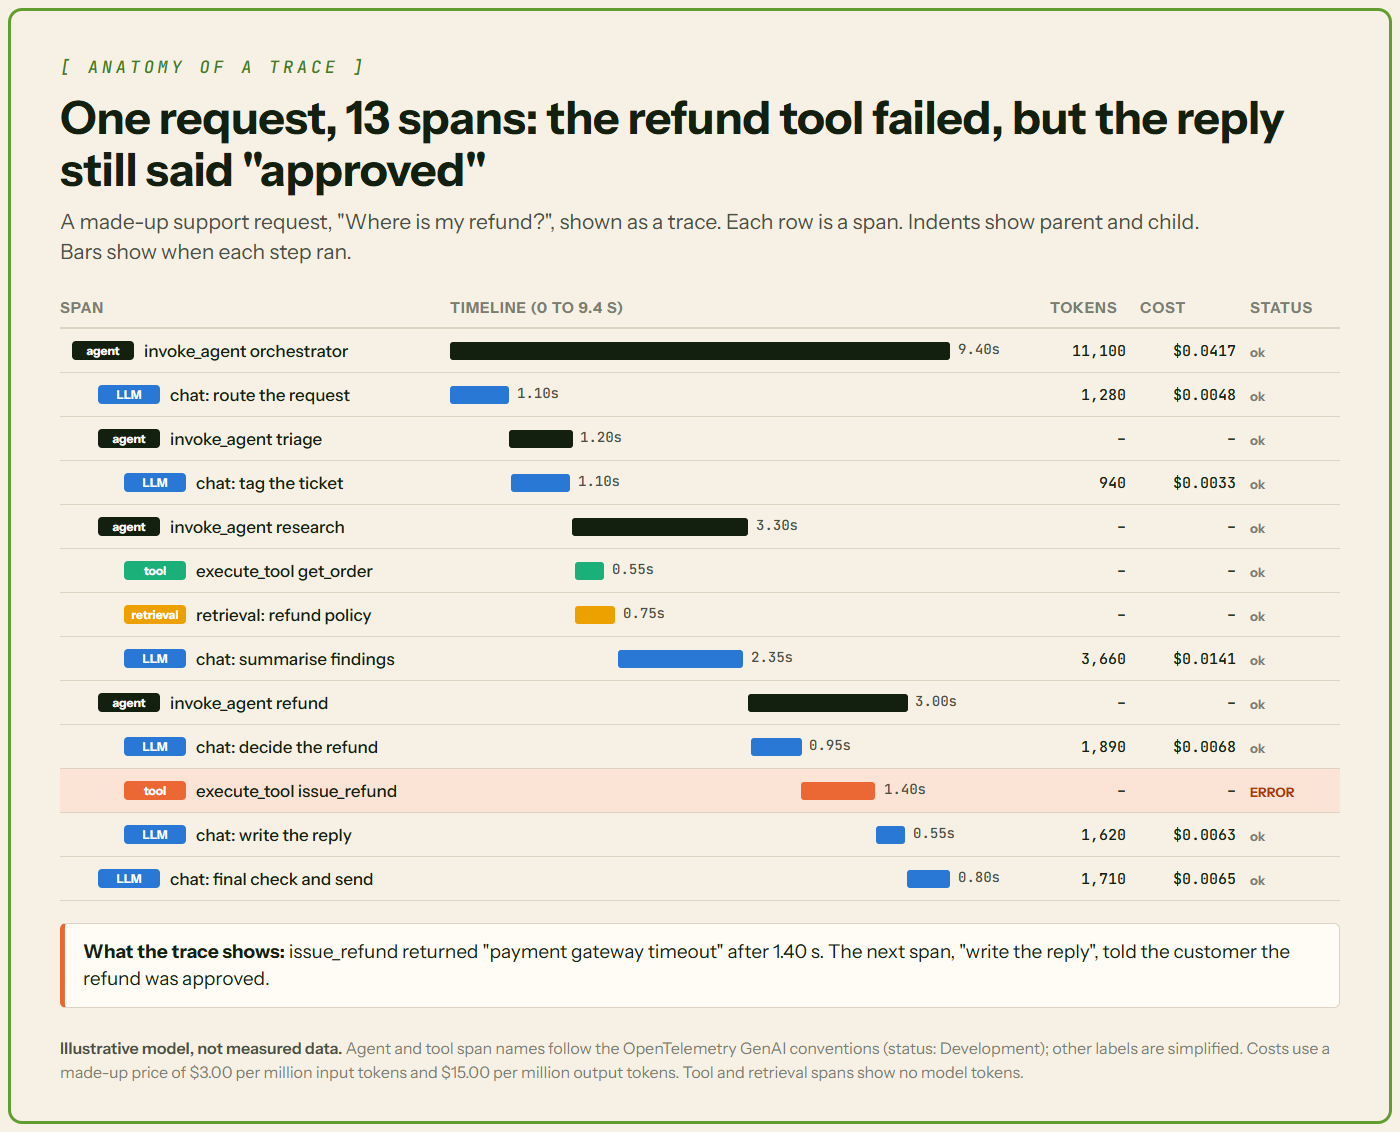 [ ANATOMY OF A TRACE ]
One request, 13 spans: the refund tool failed, but the reply
still said "approved"
A made-up support request, "Where is my refund?", shown as a trace. Each row is a span. Indents show parent and child.
Bars show when each step ran.
SPAN TIMELINE (0 TO 9.4 S) TOKENS COST STATUS
agent invoke_agent orchestrator 9.40s 11,100 $0.0417 ok
LLM chat: route the request 1.10s 1,280 $0.0048 ok
agent invoke_agent triage 1.20s – – ok
LLM chat: tag the ticket 1.10s 940 $0.0033 ok
agent invoke_agent research 3.30s – – ok
tool execute_tool get_order 0.55s – – ok
retrieval retrieval: refund policy 0.75s – – ok
LLM chat: summarise findings 2.35s 3,660 $0.0141 ok
agent invoke_agent refund 3.00s – – ok
LLM chat: decide the refund 0.95s 1,890 $0.0068 ok
tool execute_tool issue_refund 1.40s – – ERROR
LLM chat: write the reply 0.55s 1,620 $0.0063 ok
LLM chat: final check and send 0.80s 1,710 $0.0065 ok
What the trace shows: issue_refund returned "payment gateway timeout" after 1.40 s. The next span, "write the reply", told the customer the
refund was approved.
Illustrative model, not measured data. Agent and tool span names follow the OpenTelemetry GenAI conventions (status: Development); other labels are simplified. Costs use a
made-up price of $3.00 per million input tokens and $15.00 per million output tokens. Tool and retrieval spans show no model tokens.